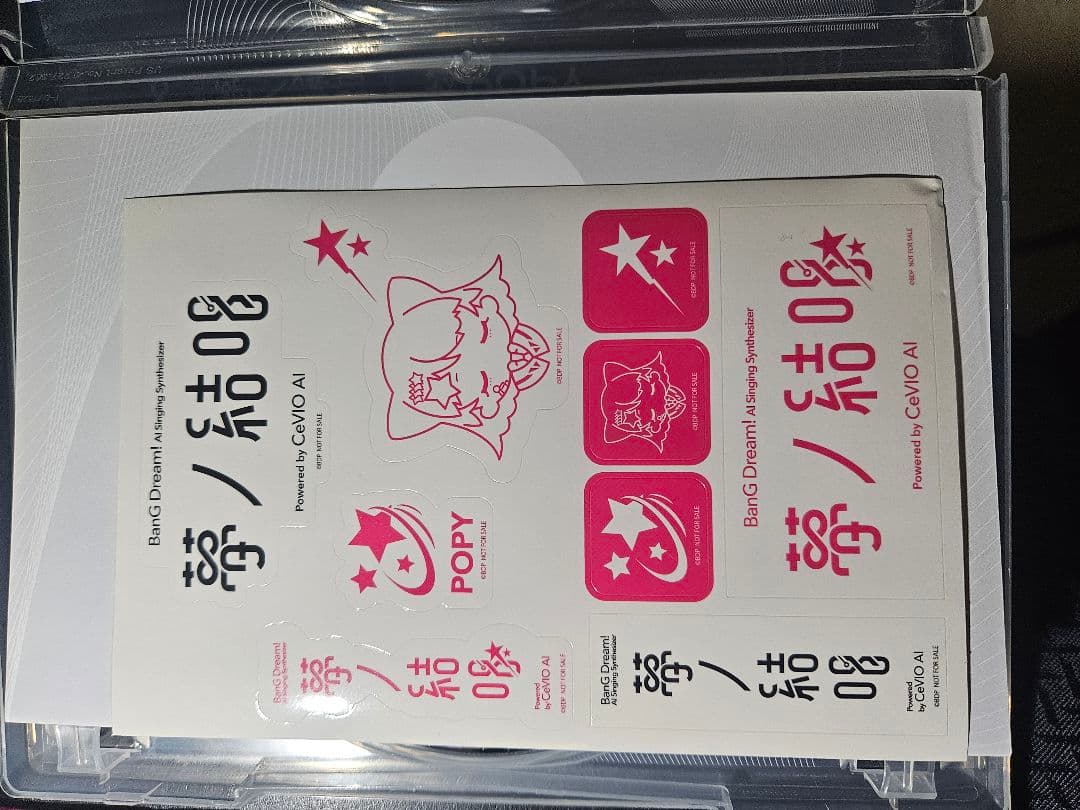 BanG Dream! AI Singing Synthesizer
夢ノ結唱
Powered by CeVIO AI
©BDP NOT FOR SALE
BanG Dream!
AI Singing Synthesizer
夢ノ結唱
Powered
by CeVIO AI
©BDP NOT FOR SALE
POPY
©BDP NOT FOR SALE
©BDP NOT FOR SALE
©BDP NOT FOR SALE
©BDP NOT FOR SALE
©BDP NOT FOR SALE
BanG Dream!
AI Singing Synthesizer
夢ノ結唱
Powered
by CeVIO AI
©BDP NOT FOR SALE
BanG Dream! AI Singing Synthesizer
夢ノ結唱
Powered by CeVIO AI
©BDP NOT FOR SALE
US Patent No.